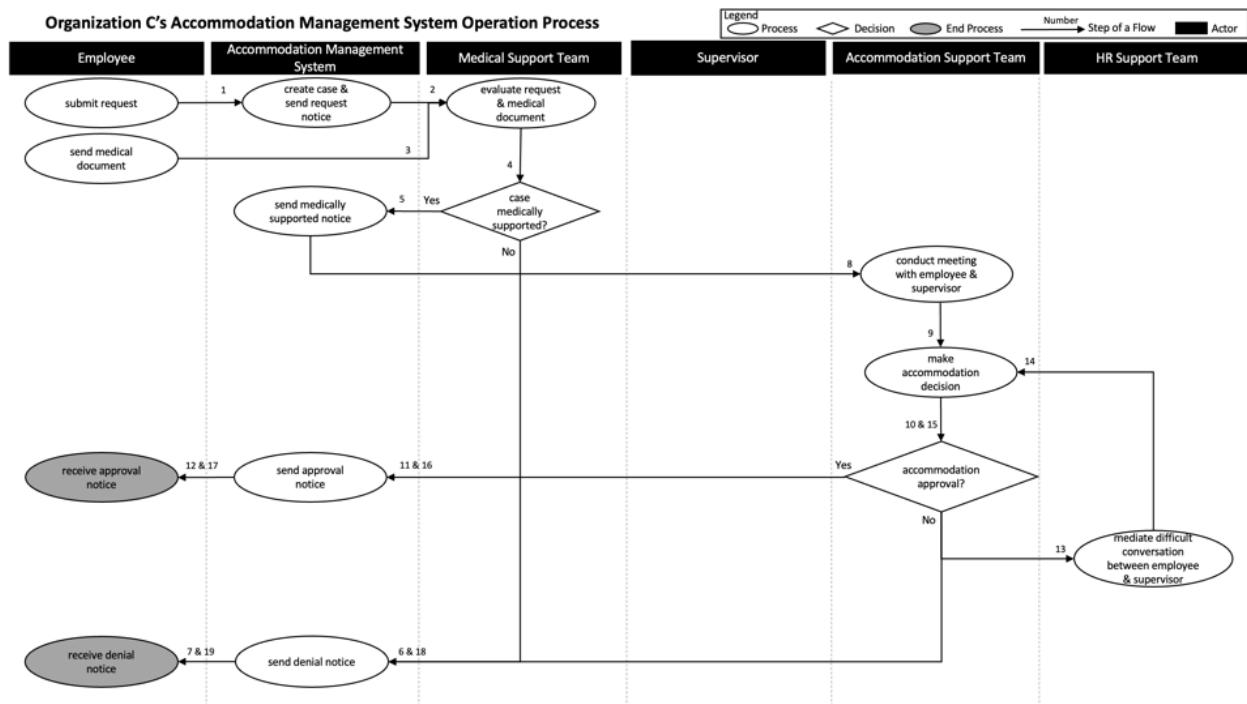 Organization C's Accommodation Management System Operation Process
Legend
Process
Decision
End Process
Number
Step of a Flow
Actor
Employee
Accommodation Management
System
Medical Support Team
Supervisor
Accommodation Support Team
HR Support Team
submit request
1
create case &
send request
notice
2
evaluate request
& medical
document
send medical
document
3
4
send medically
supported notice
5
Yes
case
medically
supported?
No
8
conduct meeting
with employee &
supervisor
9
make
accommodation
decision
14
10 & 15
receive approval
notice
12 & 17
send approval
notice
11 & 16
Yes
accommodation
approval?
No
13
mediate difficult
conversation
between employee
& supervisor
receive denial
notice
7 & 19
send denial notice
6 & 18